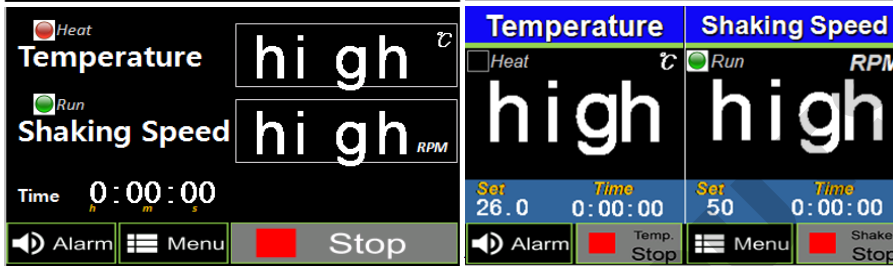 Heat
Temperature
high ℃
Run
Shaking Speed
high RPM
Time 0:00:00
h m s
Alarm Menu Stop
Temperature
Heat ℃
high
Set Time
26.0 0:00:00
Alarm Temp. Stop
Shaking Speed
Run RPM
high
Set Time
50 0:00:00
Menu Shake Stop